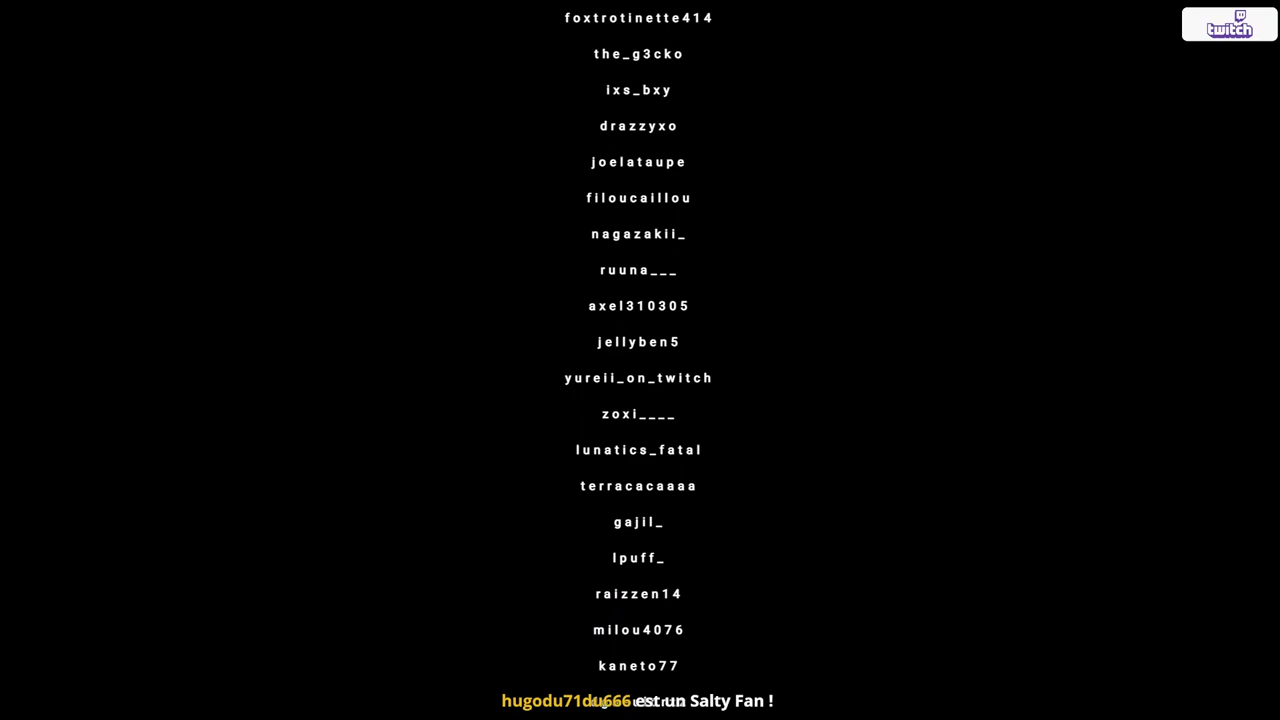 foxtrotinette414
twitch
the_g3cko
ixs_bxy
drazzyxo
joelataupe
filoucaillou
nagazakii_
ruuna___
axel310305
jellyben5
yureii_on_twitch
zoxi____
lunatics_fatal
terracacaaaa
gajil_
lpuff_
raizzen14
milou4076
kaneto77
hugodu71du666 est un Salty Fan !